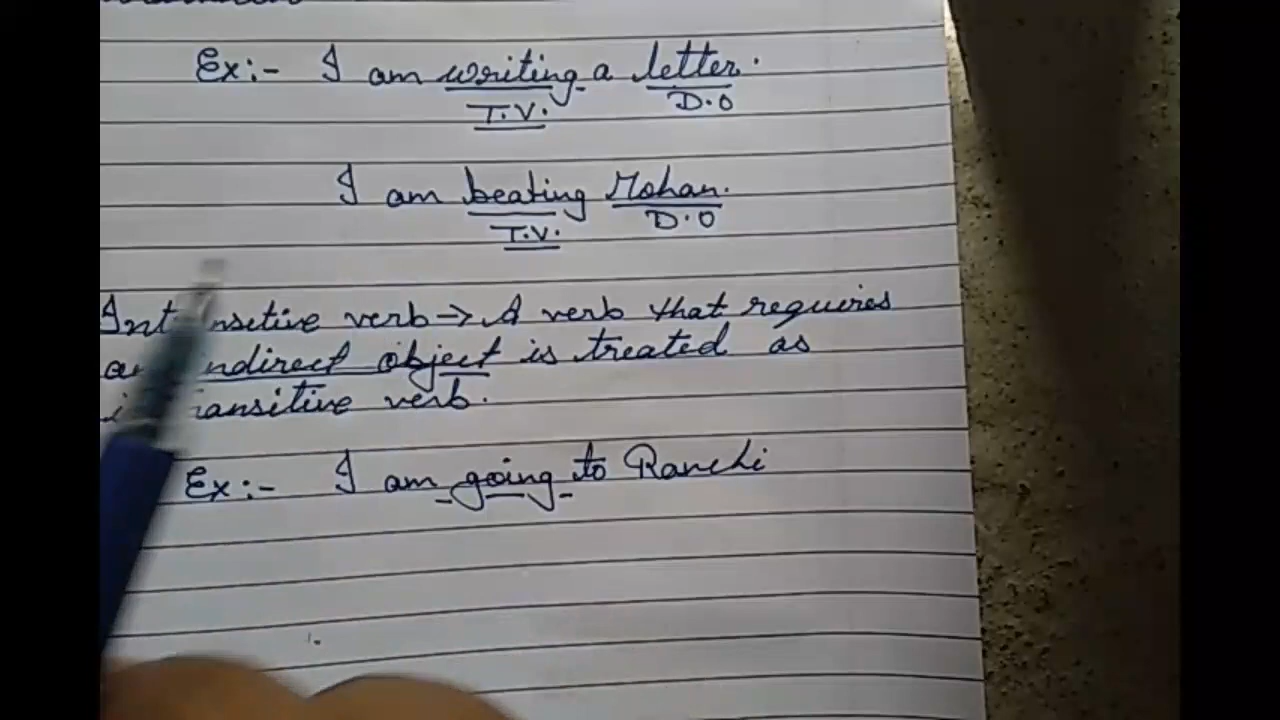 Ex:- I am writing a letter.
T.V. D.O
I am beating Mohan.
T.V. D.O
verb → A verb that requires
object is treated as
verb.
Ex:- I am going to Ranchi